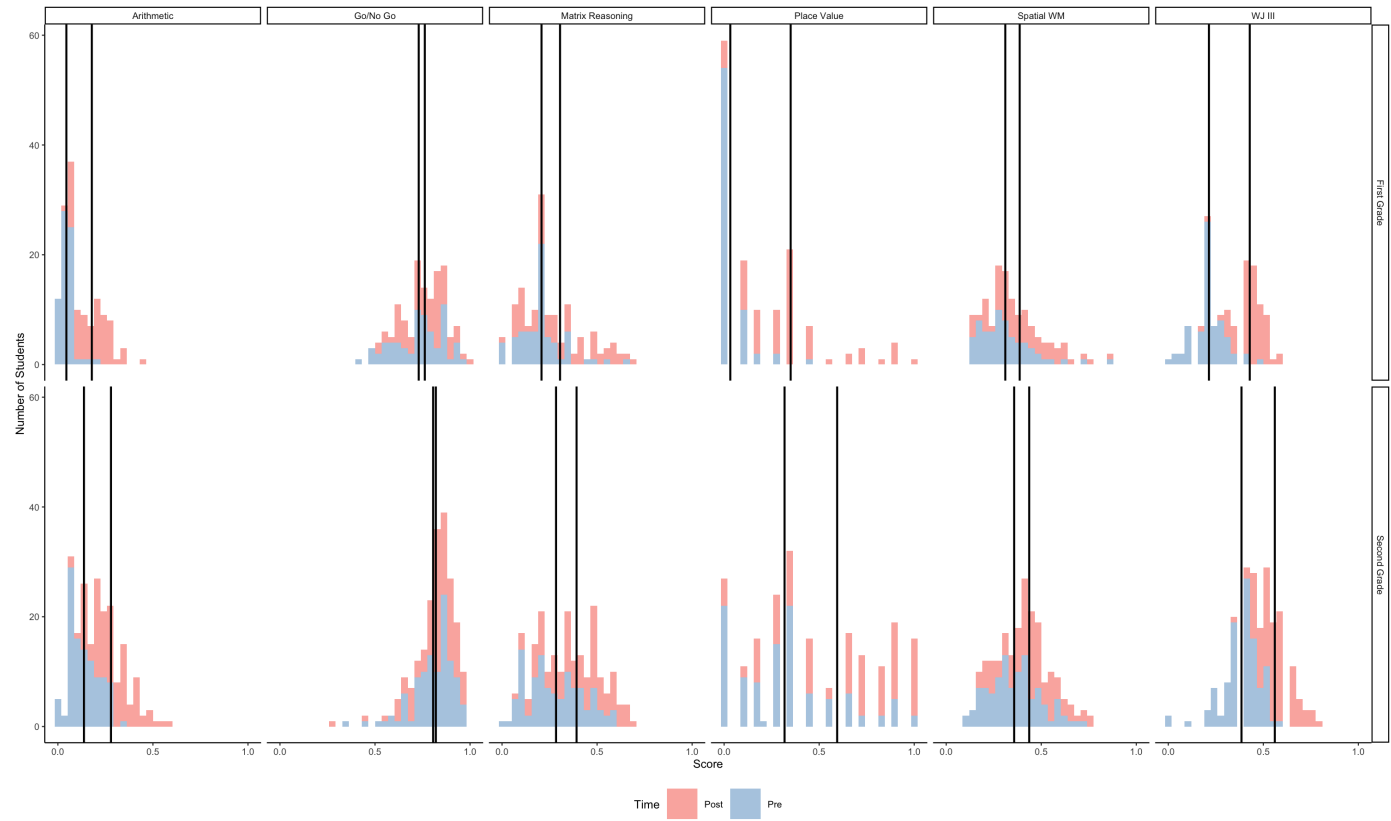 Arithmetic
Go/No Go
Matrix Reasoning
Place Value
Spatial WM
WJ III
Number of Students
60
40
20
0
First Grade
60
40
20
0
Second Grade
0.0 0.5 1.0
0.0 0.5 1.0
0.0 0.5 1.0
0.0 0.5 1.0
0.0 0.5 1.0
0.0 0.5 1.0
Score
Time Post Pre